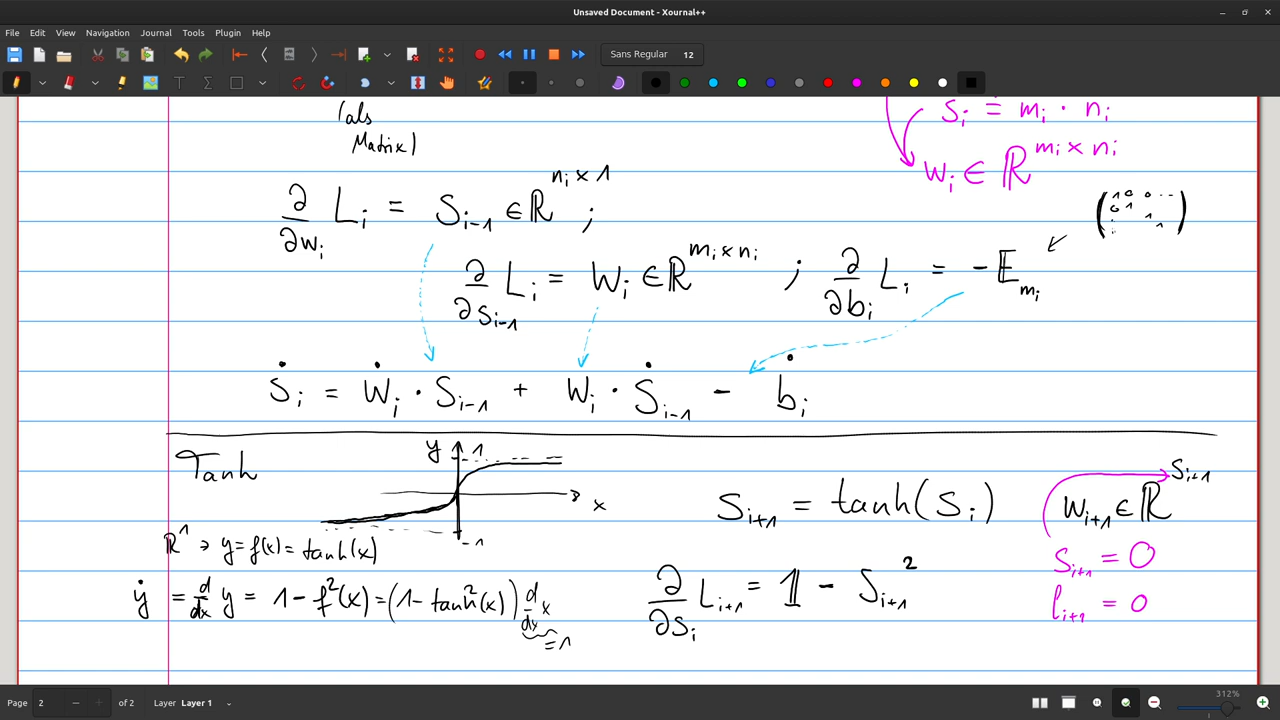 Unsaved Document - Xournal++
File Edit View Navigation Journal Tools Plugin Help
Sans Regular 12
(als
Matrix)
s_i = m_i · n_i
w_i ∈ ℝ^{m_i × n_i}
∂/∂w_i L_i = S_{i-1} ∈ ℝ^{n_i × 1} ;
∂/∂s_{i-1} L_i = W_i ∈ ℝ^{m_i × n_i} ; ∂/∂b_i L_i = - E_{m_i}
Ṡ_i = Ẇ_i · S_{i-1} + W_i · Ṡ_{i-1} - ḃ_i
Tanh
y 1
x
-1
ℝ^1 → y = f(x) = tanh(x)
ẏ = d/dx y = 1 - f²(x) = (1 - tanh²(x)) d/dx x
= 1
S_{i+1} = tanh(S_i)
∂/∂s_i L_{i+1} = 𝟙 - S_{i+1}²
w_{i+1} ∈ ℝ^{s_{i+1}}
s_{i+1} = 0
l_{i+1} = 0
Page 2 of 2 Layer Layer 1 312%